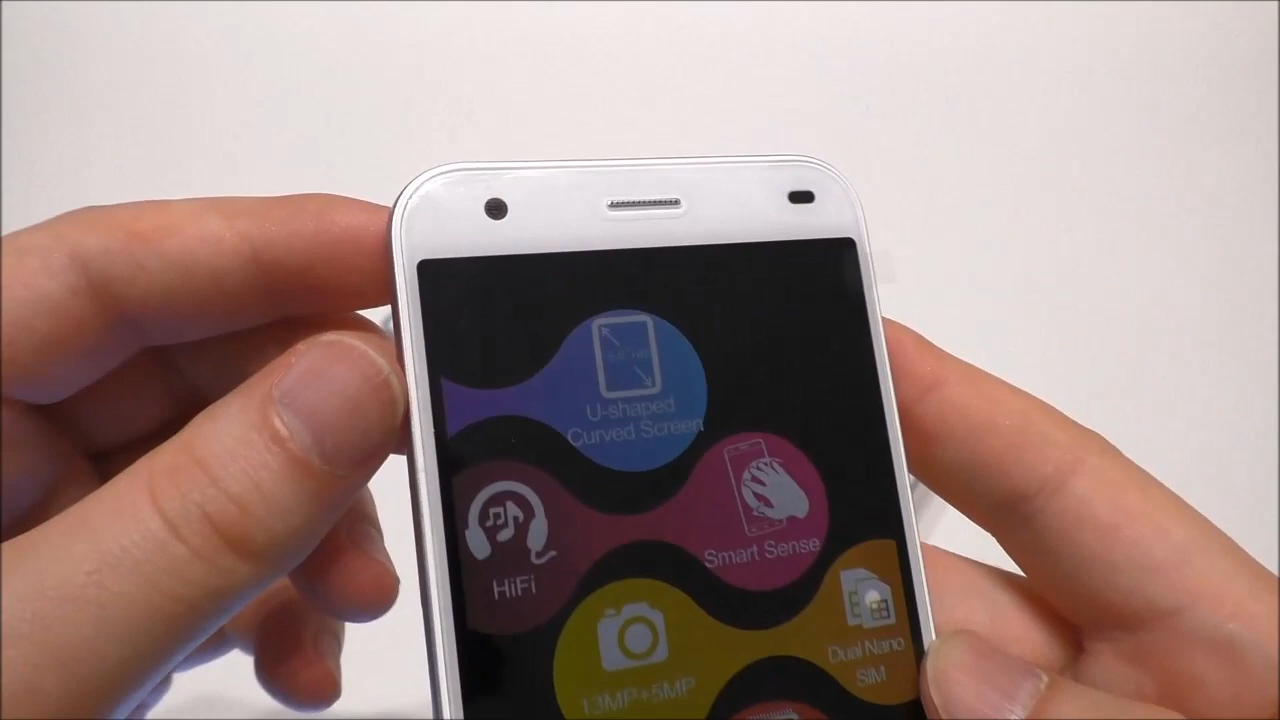 U-shaped
Curved Screen
Smart Sense
HiFi
Dual Nano
SIM
13MP+5MP